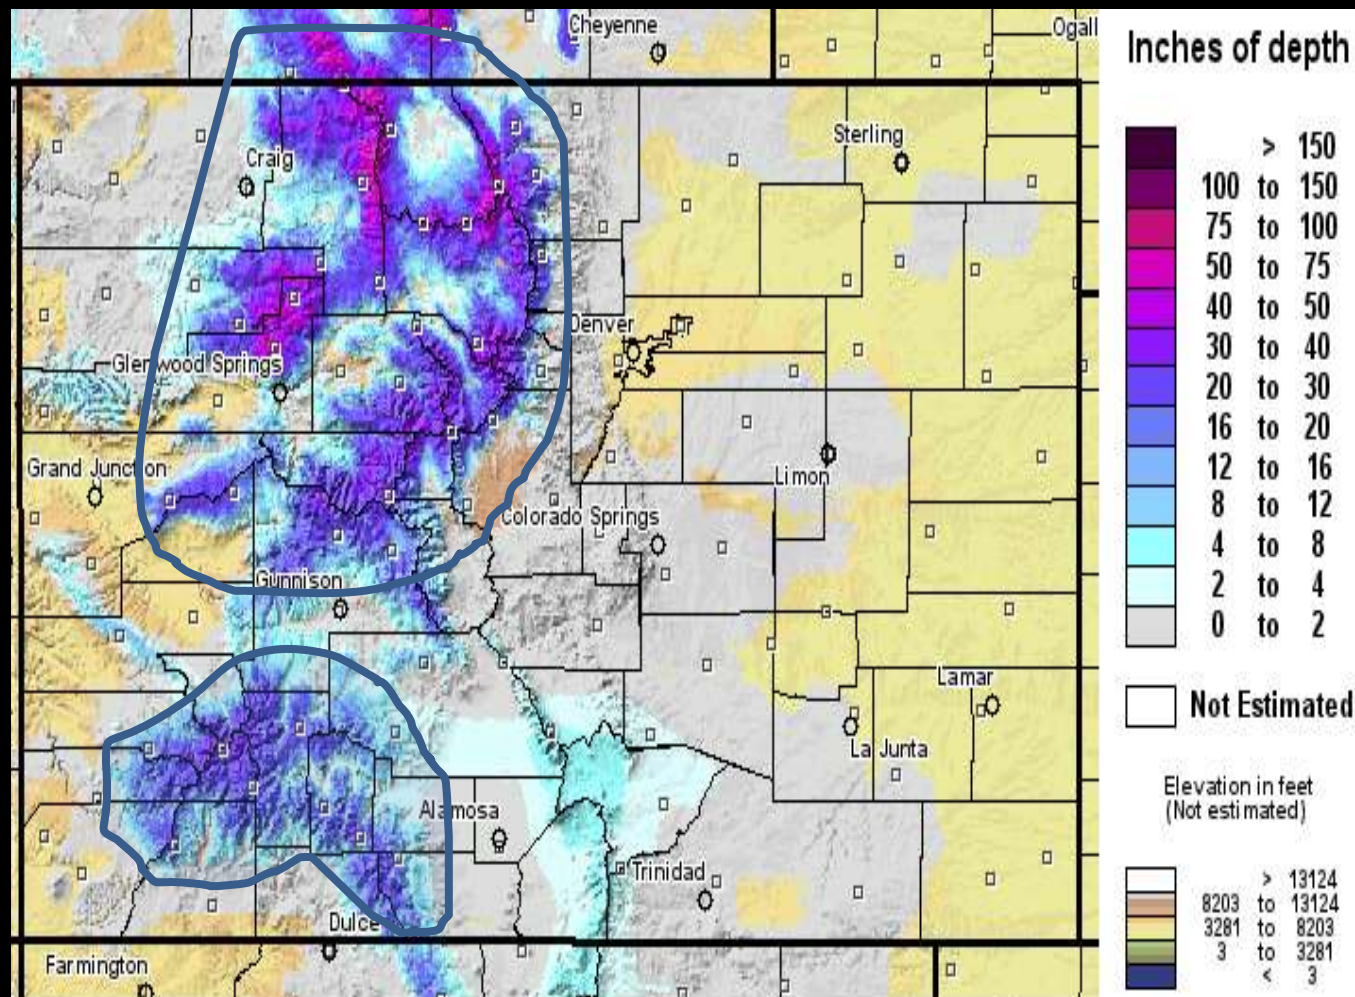 Cheyenne
Ogall
Sterling
Craig
Denver
Glenwood Springs
Grand Junction
Limon
Colorado Springs
Gunnison
Lamar
La Junta
Alamosa
Trinidad
Dulce
Farmington
Inches of depth
> 150
100 to 150
75 to 100
50 to 75
40 to 50
30 to 40
20 to 30
16 to 20
12 to 16
8 to 12
4 to 8
2 to 4
0 to 2
Not Estimated
Elevation in feet
(Not estimated)
> 13124
8203 to 13124
3281 to 8203
3 to 3281
< 3